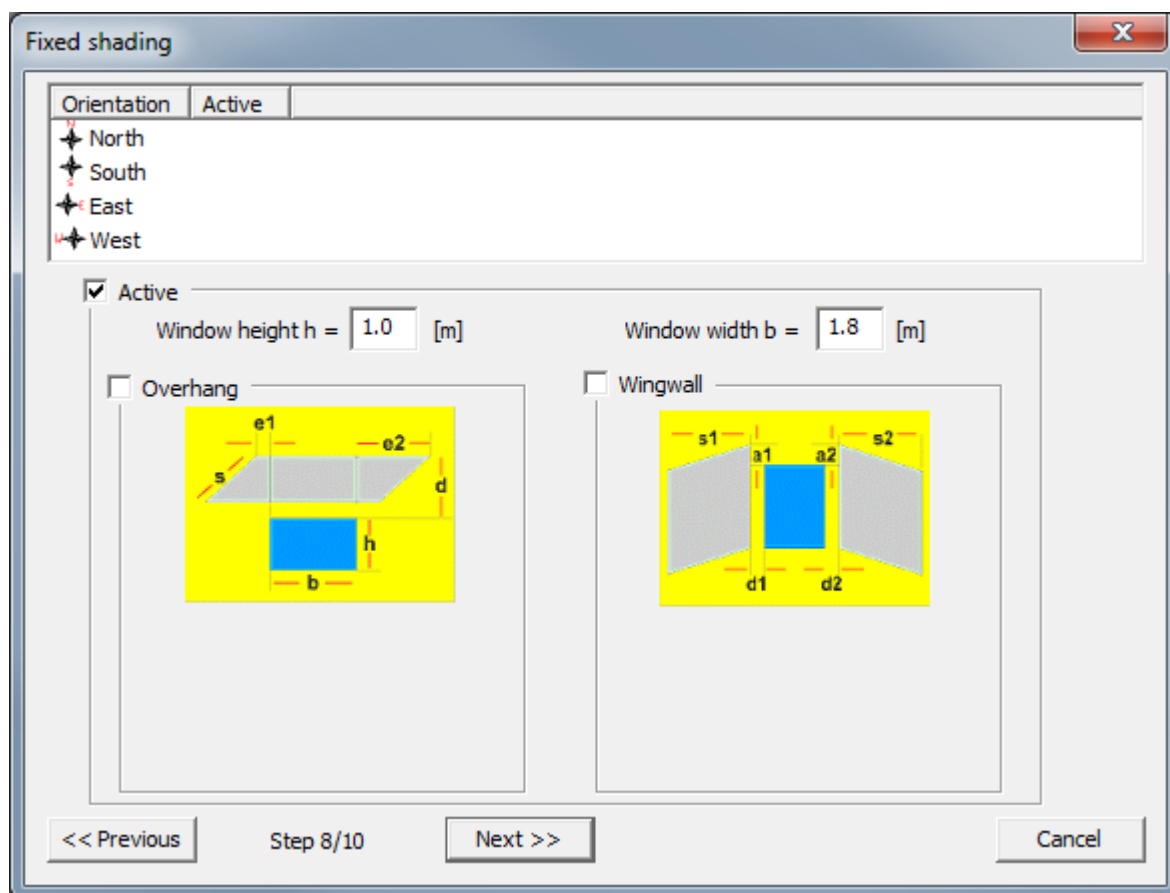 Fixed shading
Orientation Active
N
North
South
S
E East
W West
Active
Window height h = 1.0 [m] Window width b = 1.8 [m]
Overhang Wingwall
e1 e2 s d h b
s1 a1 a2 s2 d1 d2
<< Previous Step 8/10 Next >> Cancel